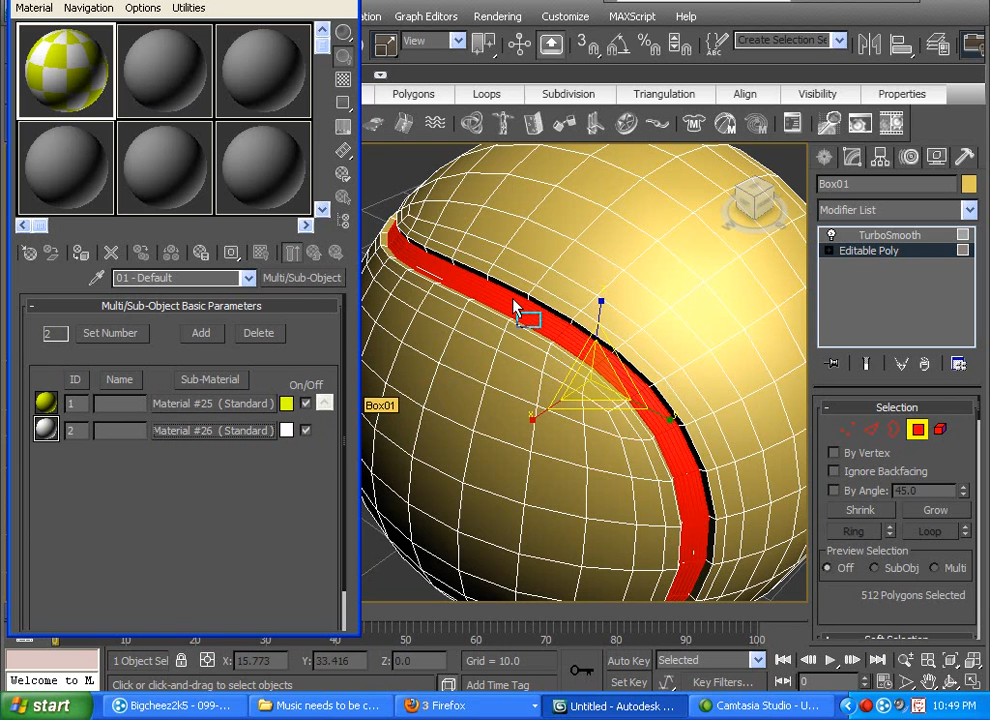 Material Navigation Options Utilities
ation Graph Editors Rendering Customize MAXScript Help
View
3
Create Selection Se
Polygons Loops Subdivision Triangulation Align Visibility Properties
Box01
Modifier List
TurboSmooth
Editable Poly
01 - Default
Multi/Sub-Object
- Multi/Sub-Object Basic Parameters
2 Set Number Add Delete
ID Name Sub-Material On/Off
1 Material #25 ( Standard )
2 Material #26 ( Standard )
Box01
x
- Selection
By Vertex
Ignore Backfacing
By Angle: 45.0
Shrink Grow
Ring Loop
Preview Selection
Off SubObj Multi
512 Polygons Selected
10 20 30 40 50 60 70 80 90 100
Welcome to M
1 Object Sel X: 15.773 Y: 33.416 Z: 0.0 Grid = 10.0
Click or click-and-drag to select objects
Add Time Tag
Auto Key Selected
Set Key Key Filters...
0
start
Bigcheez2k5 - 099-...
Music needs to be c...
3 Firefox
Untitled - Autodesk ...
Camtasia Studio - U...
10:49 PM